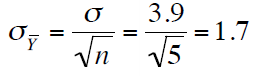 σ_Ȳ = σ/√n = 3.9/√5 = 1.7